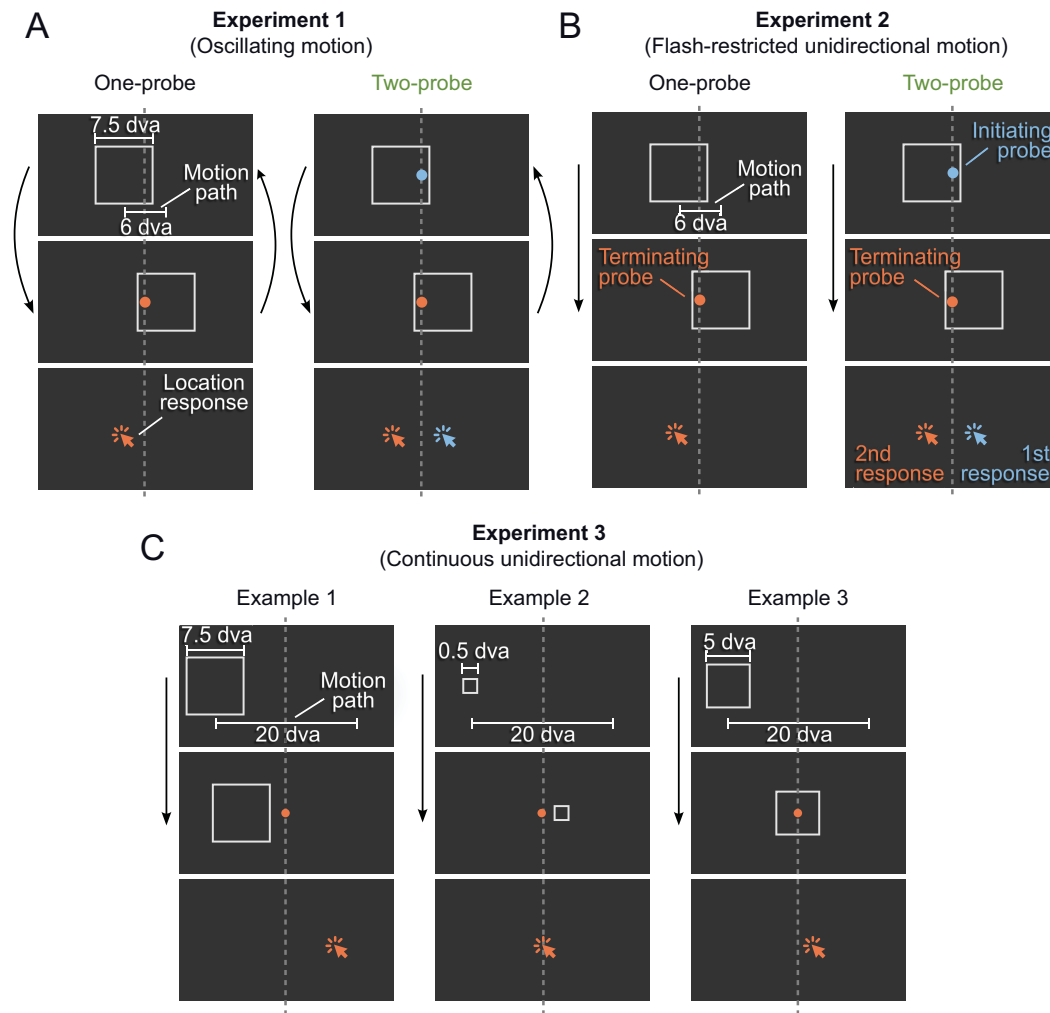 A
Experiment 1
(Oscillating motion)
One-probe
Two-probe
7.5 dva
Motion
path
6 dva
Location
response
B
Experiment 2
(Flash-restricted unidirectional motion)
One-probe
Two-probe
Motion
path
6 dva
Terminating
probe
Initiating
probe
Terminating
probe
2nd
response
1st
response
C
Experiment 3
(Continuous unidirectional motion)
Example 1
Example 2
Example 3
7.5 dva
Motion
path
20 dva
0.5 dva
20 dva
5 dva
20 dva